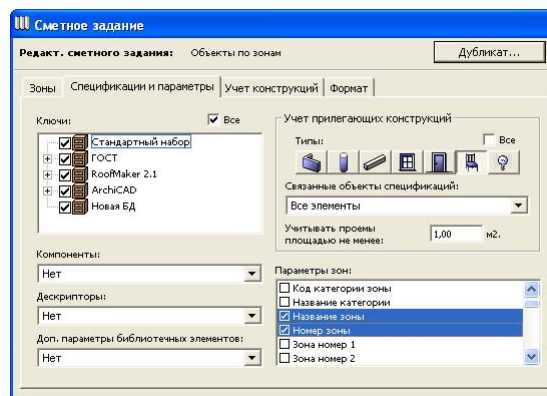 Сметное задание
Редакт. сметного задания: Объекты по зонам
Дубликат...
Зоны Спецификации и параметры Учет конструкций Формат
Ключи: Все
Стандартный набор
ГОСТ
RoofMaker 2.1
ArchiCAD
Новая БД
Компоненты:
Нет
Дескрипторы:
Нет
Доп. параметры библиотечных элементов:
Нет
Учет прилегающих конструкций
Типы: Все
Связанные объекты спецификаций:
Все элементы
Учитывать проемы
площадью не менее: 1,00 м2.
Параметры зон:
Код категории зоны
Название категории
Название зоны
Номер зоны
Зона номер 1
Зона номер 2